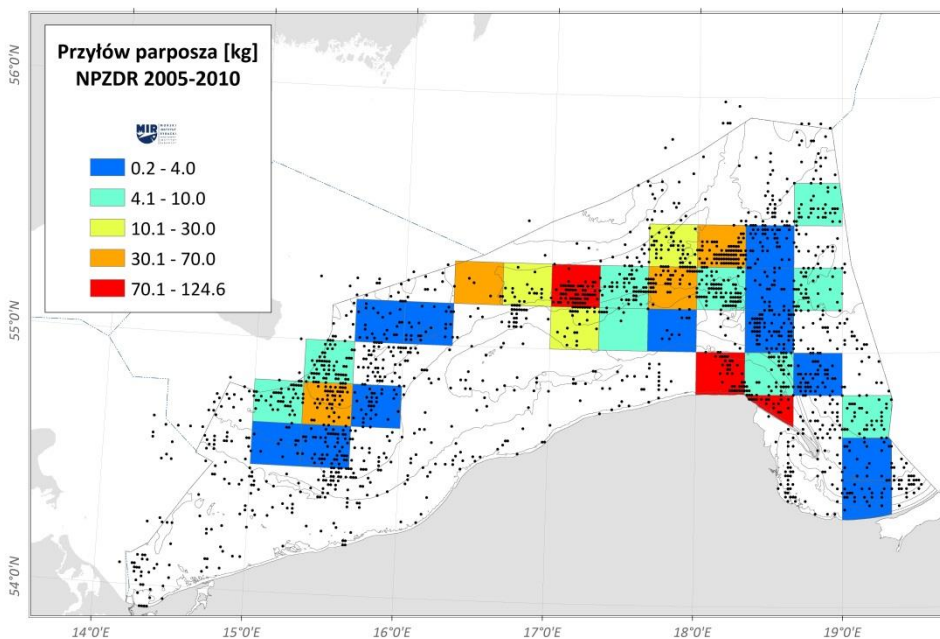 Przyłów parposza [kg]
NPZDR 2005-2010
MIR
0.2 - 4.0
4.1 - 10.0
10.1 - 30.0
30.1 - 70.0
70.1 - 124.6
56°0'N
55°0'N
54°0'N
14°0'E 15°0'E 16°0'E 17°0'E 18°0'E 19°0'E